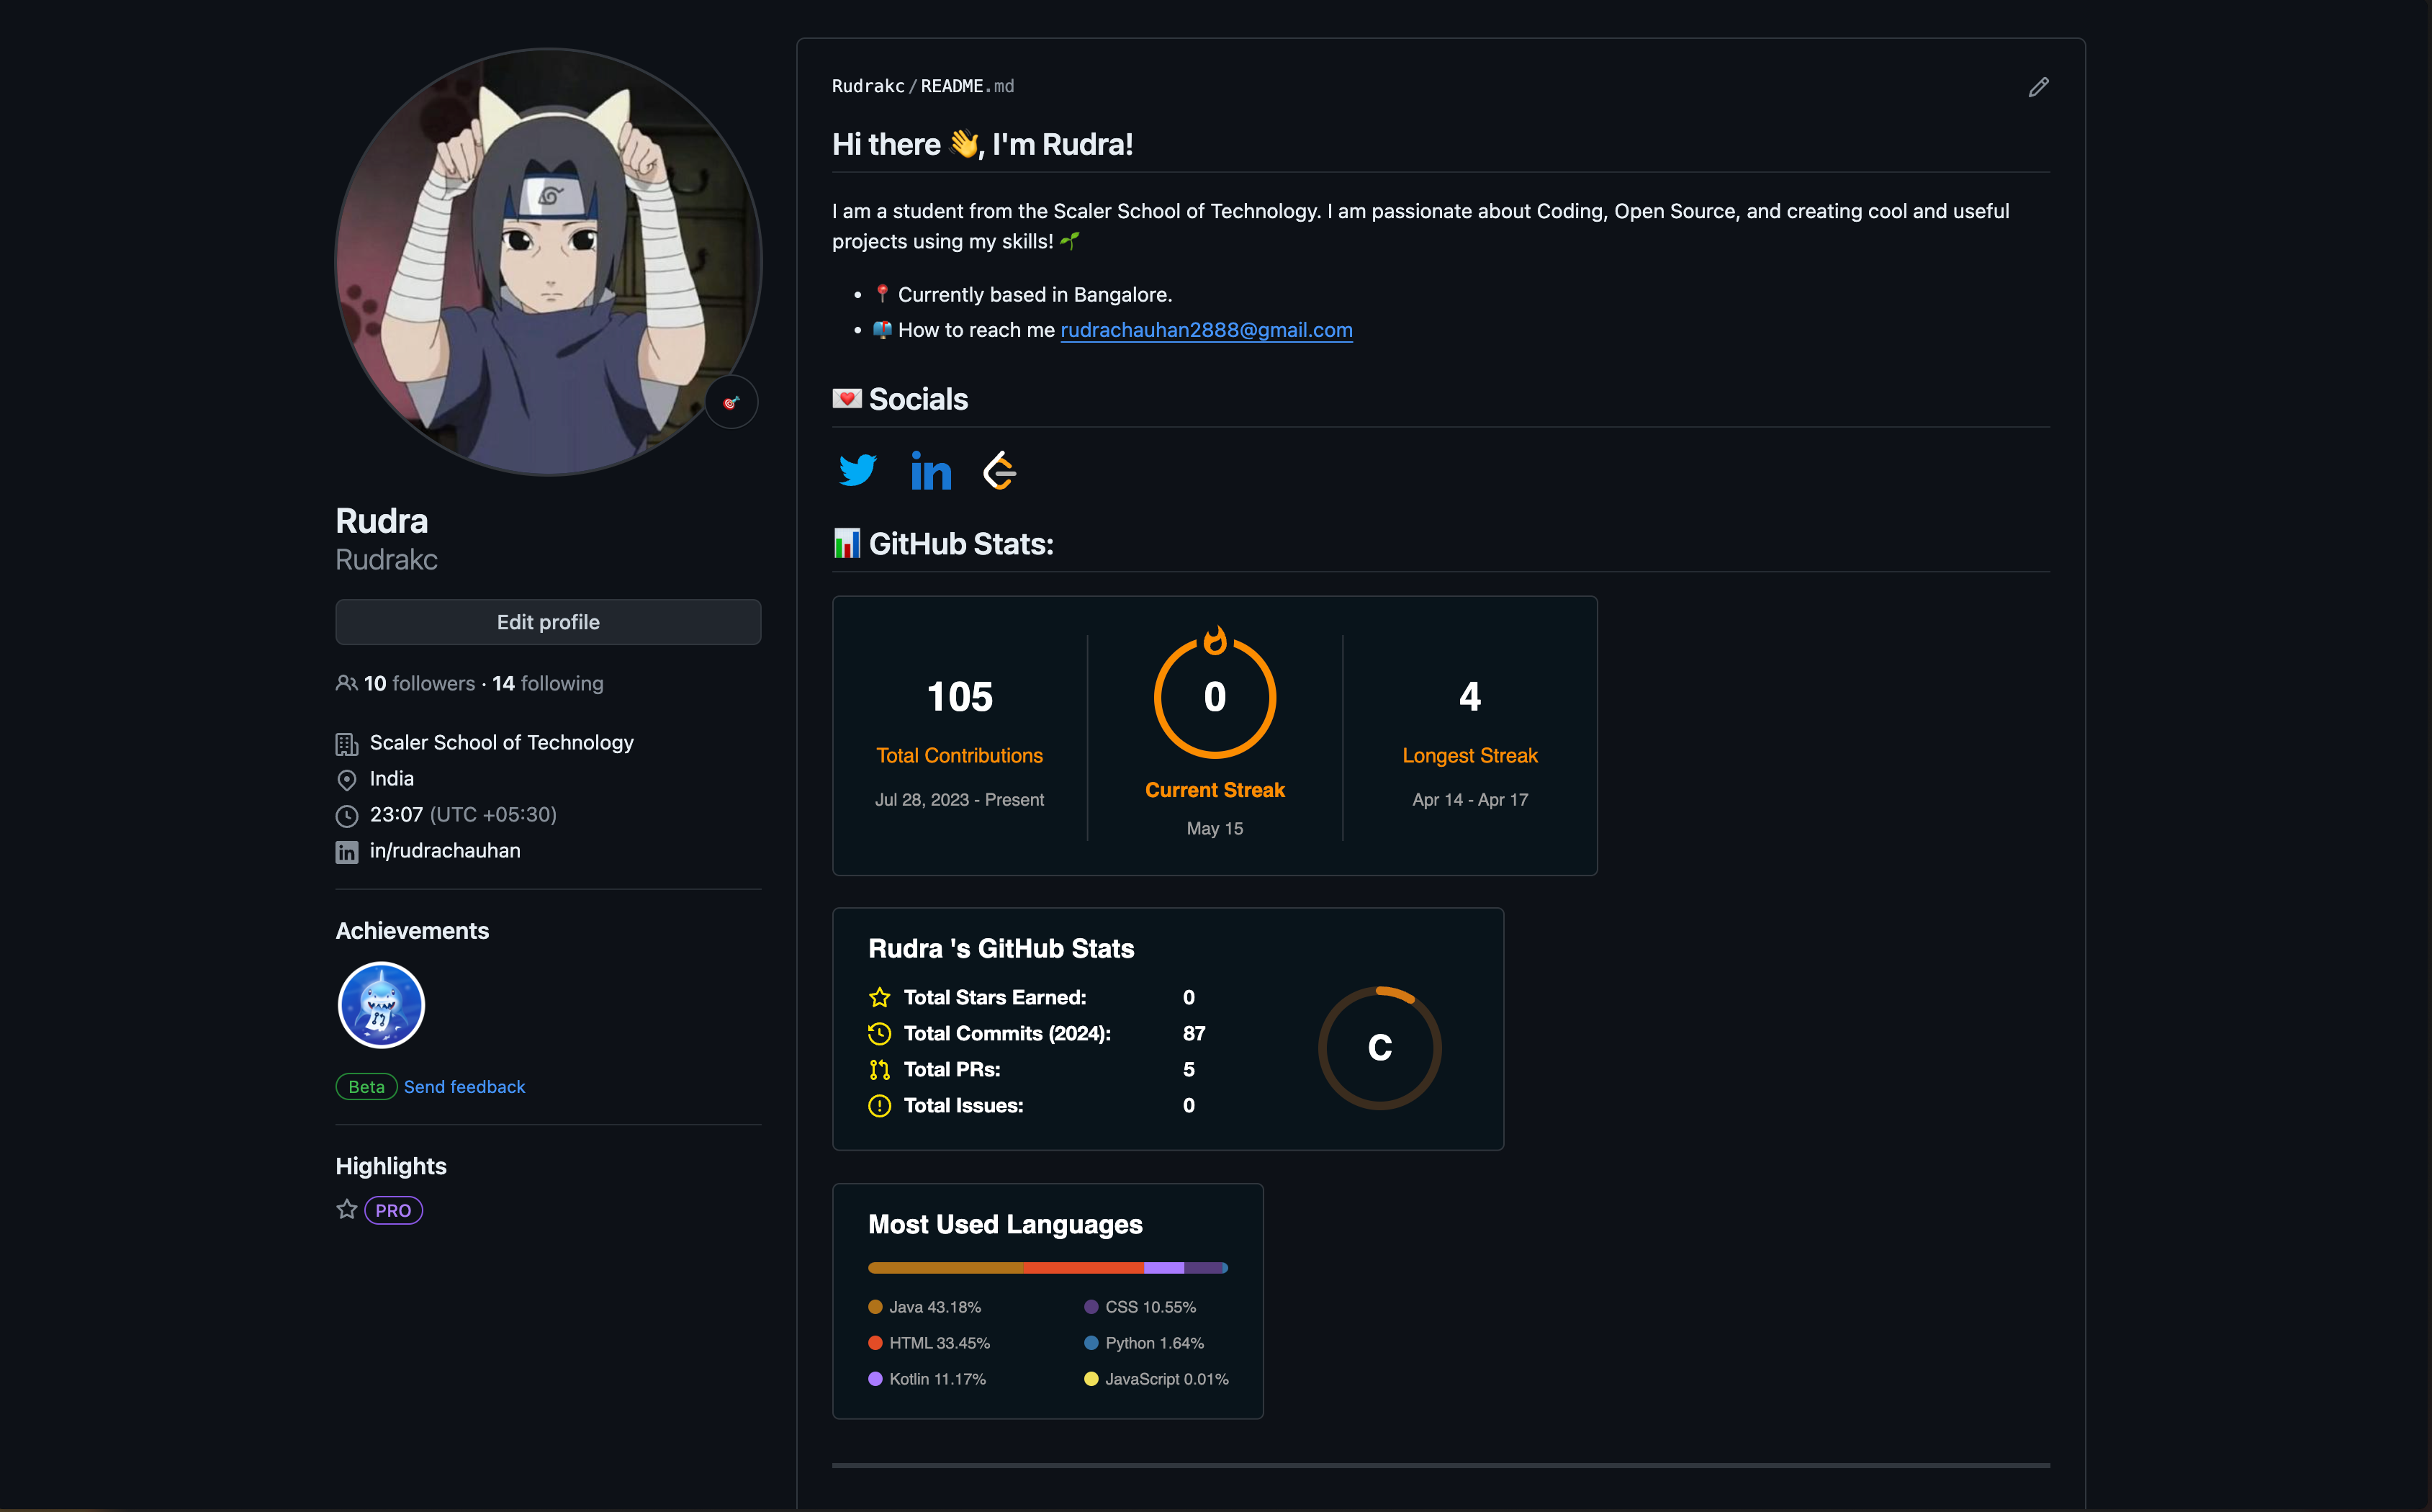 Rudra
Rudrakc
Edit profile
10 followers · 14 following
Scaler School of Technology
India
23:07 (UTC +05:30)
in/rudrachauhan
Achievements
Beta Send feedback
Highlights
PRO
Rudrakc/README.md
Hi there 👋, I'm Rudra!
I am a student from the Scaler School of Technology. I am passionate about Coding, Open Source, and creating cool and useful
projects using my skills! 🌱
• 📍 Currently based in Bangalore.
• 📫 How to reach me rudrachauhan2888@gmail.com
💌 Socials
in
📊 GitHub Stats:
105
Total Contributions
Jul 28, 2023 - Present
0
Current Streak
May 15
4
Longest Streak
Apr 14 - Apr 17
Rudra 's GitHub Stats
Total Stars Earned: 0
Total Commits (2024): 87
Total PRs: 5
Total Issues: 0
C
Most Used Languages
Java 43.18%
HTML 33.45%
Kotlin 11.17%
CSS 10.55%
Python 1.64%
JavaScript 0.01%